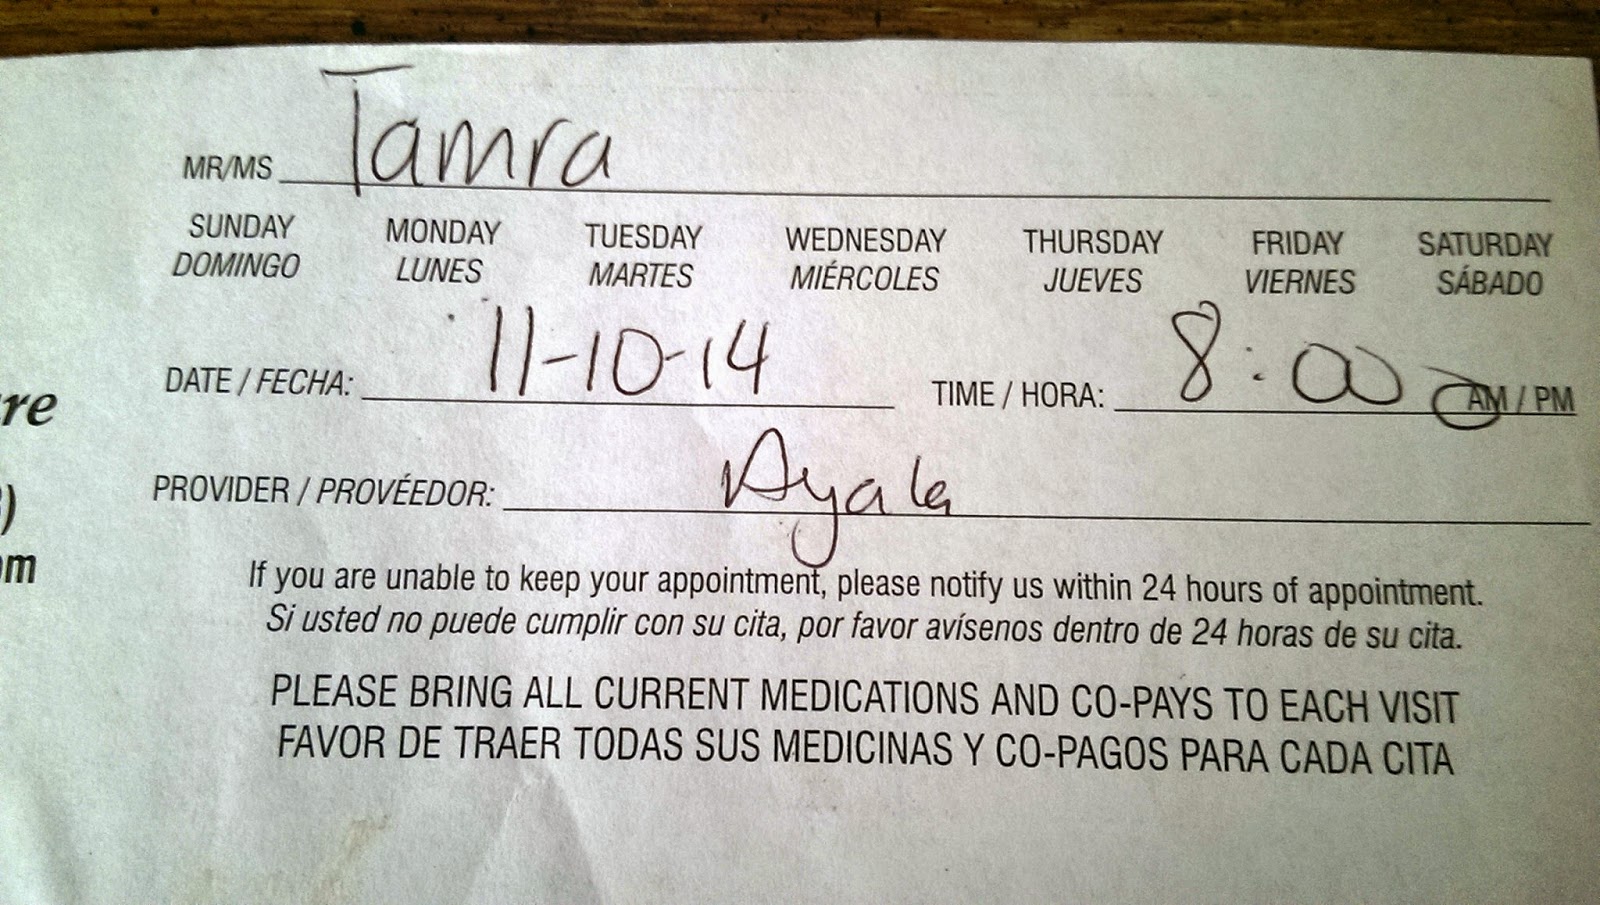 MR/MS Tamra
SUNDAY MONDAY TUESDAY WEDNESDAY THURSDAY FRIDAY SATURDAY
DOMINGO LUNES MARTES MIÉRCOLES JUEVES VIERNES SÁBADO
DATE / FECHA: 11-10-14 TIME / HORA: 8:00 AM / PM
re
PROVIDER / PROVÉEDOR: Ayala
)
om
If you are unable to keep your appointment, please notify us within 24 hours of appointment.
Si usted no puede cumplir con su cita, por favor avísenos dentro de 24 horas de su cita.
PLEASE BRING ALL CURRENT MEDICATIONS AND CO-PAYS TO EACH VISIT
FAVOR DE TRAER TODAS SUS MEDICINAS Y CO-PAGOS PARA CADA CITA